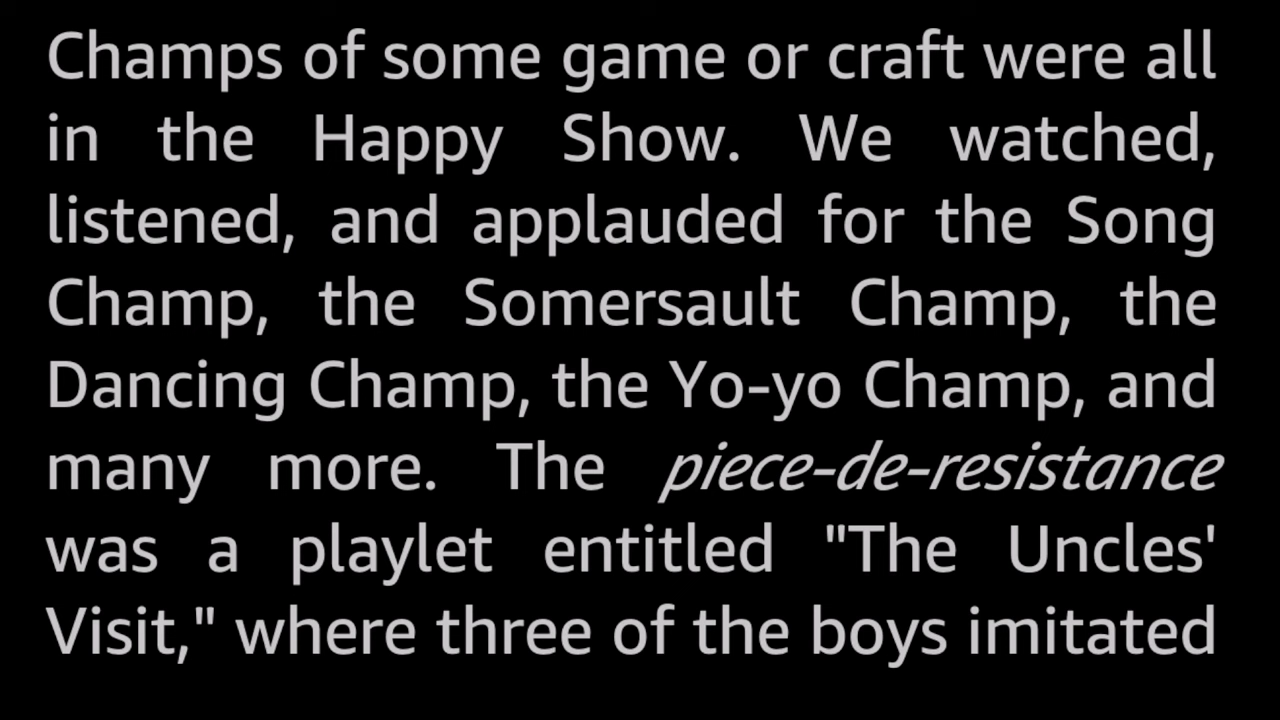 Champs of some game or craft were all
in the Happy Show. We watched,
listened, and applauded for the Song
Champ, the Somersault Champ, the
Dancing Champ, the Yo-yo Champ, and
many more. The piece-de-resistance
was a playlet entitled "The Uncles'
Visit," where three of the boys imitated